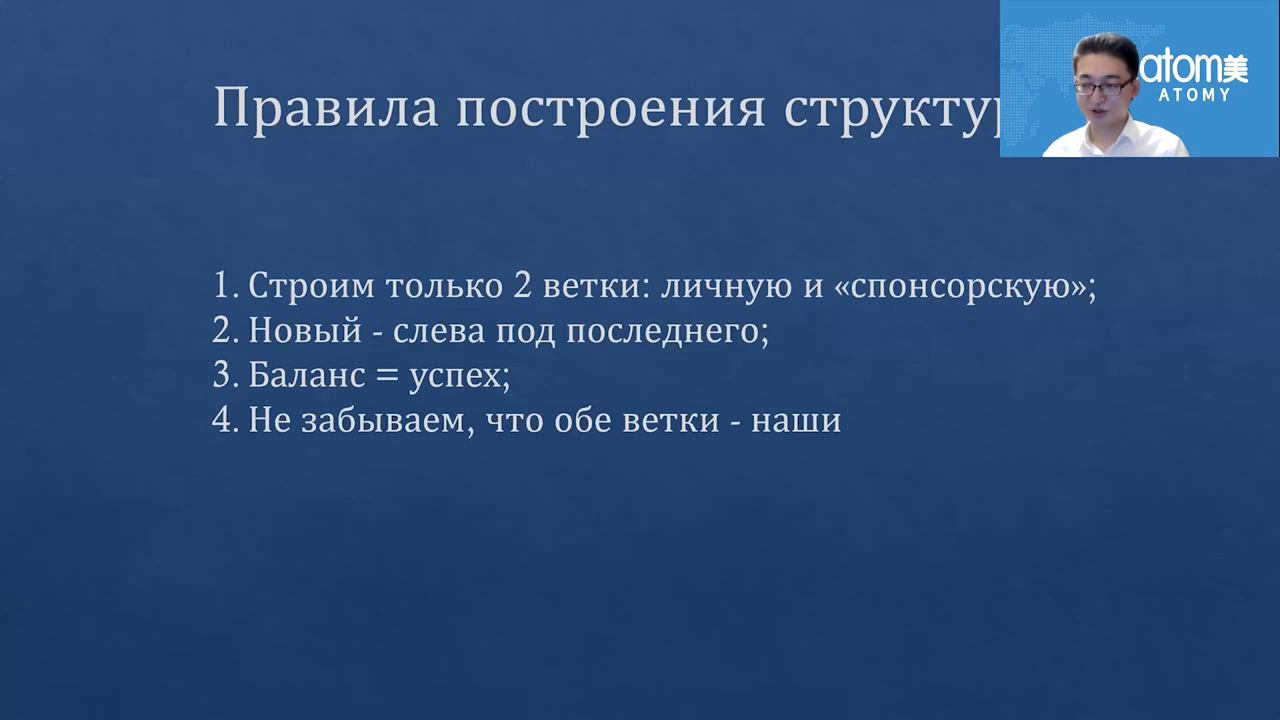 Правила построения структур
atom美
ATOMY
1. Строим только 2 ветки: личную и «спонсорскую»;
2. Новый - слева под последнего;
3. Баланс = успех;
4. Не забываем, что обе ветки - наши